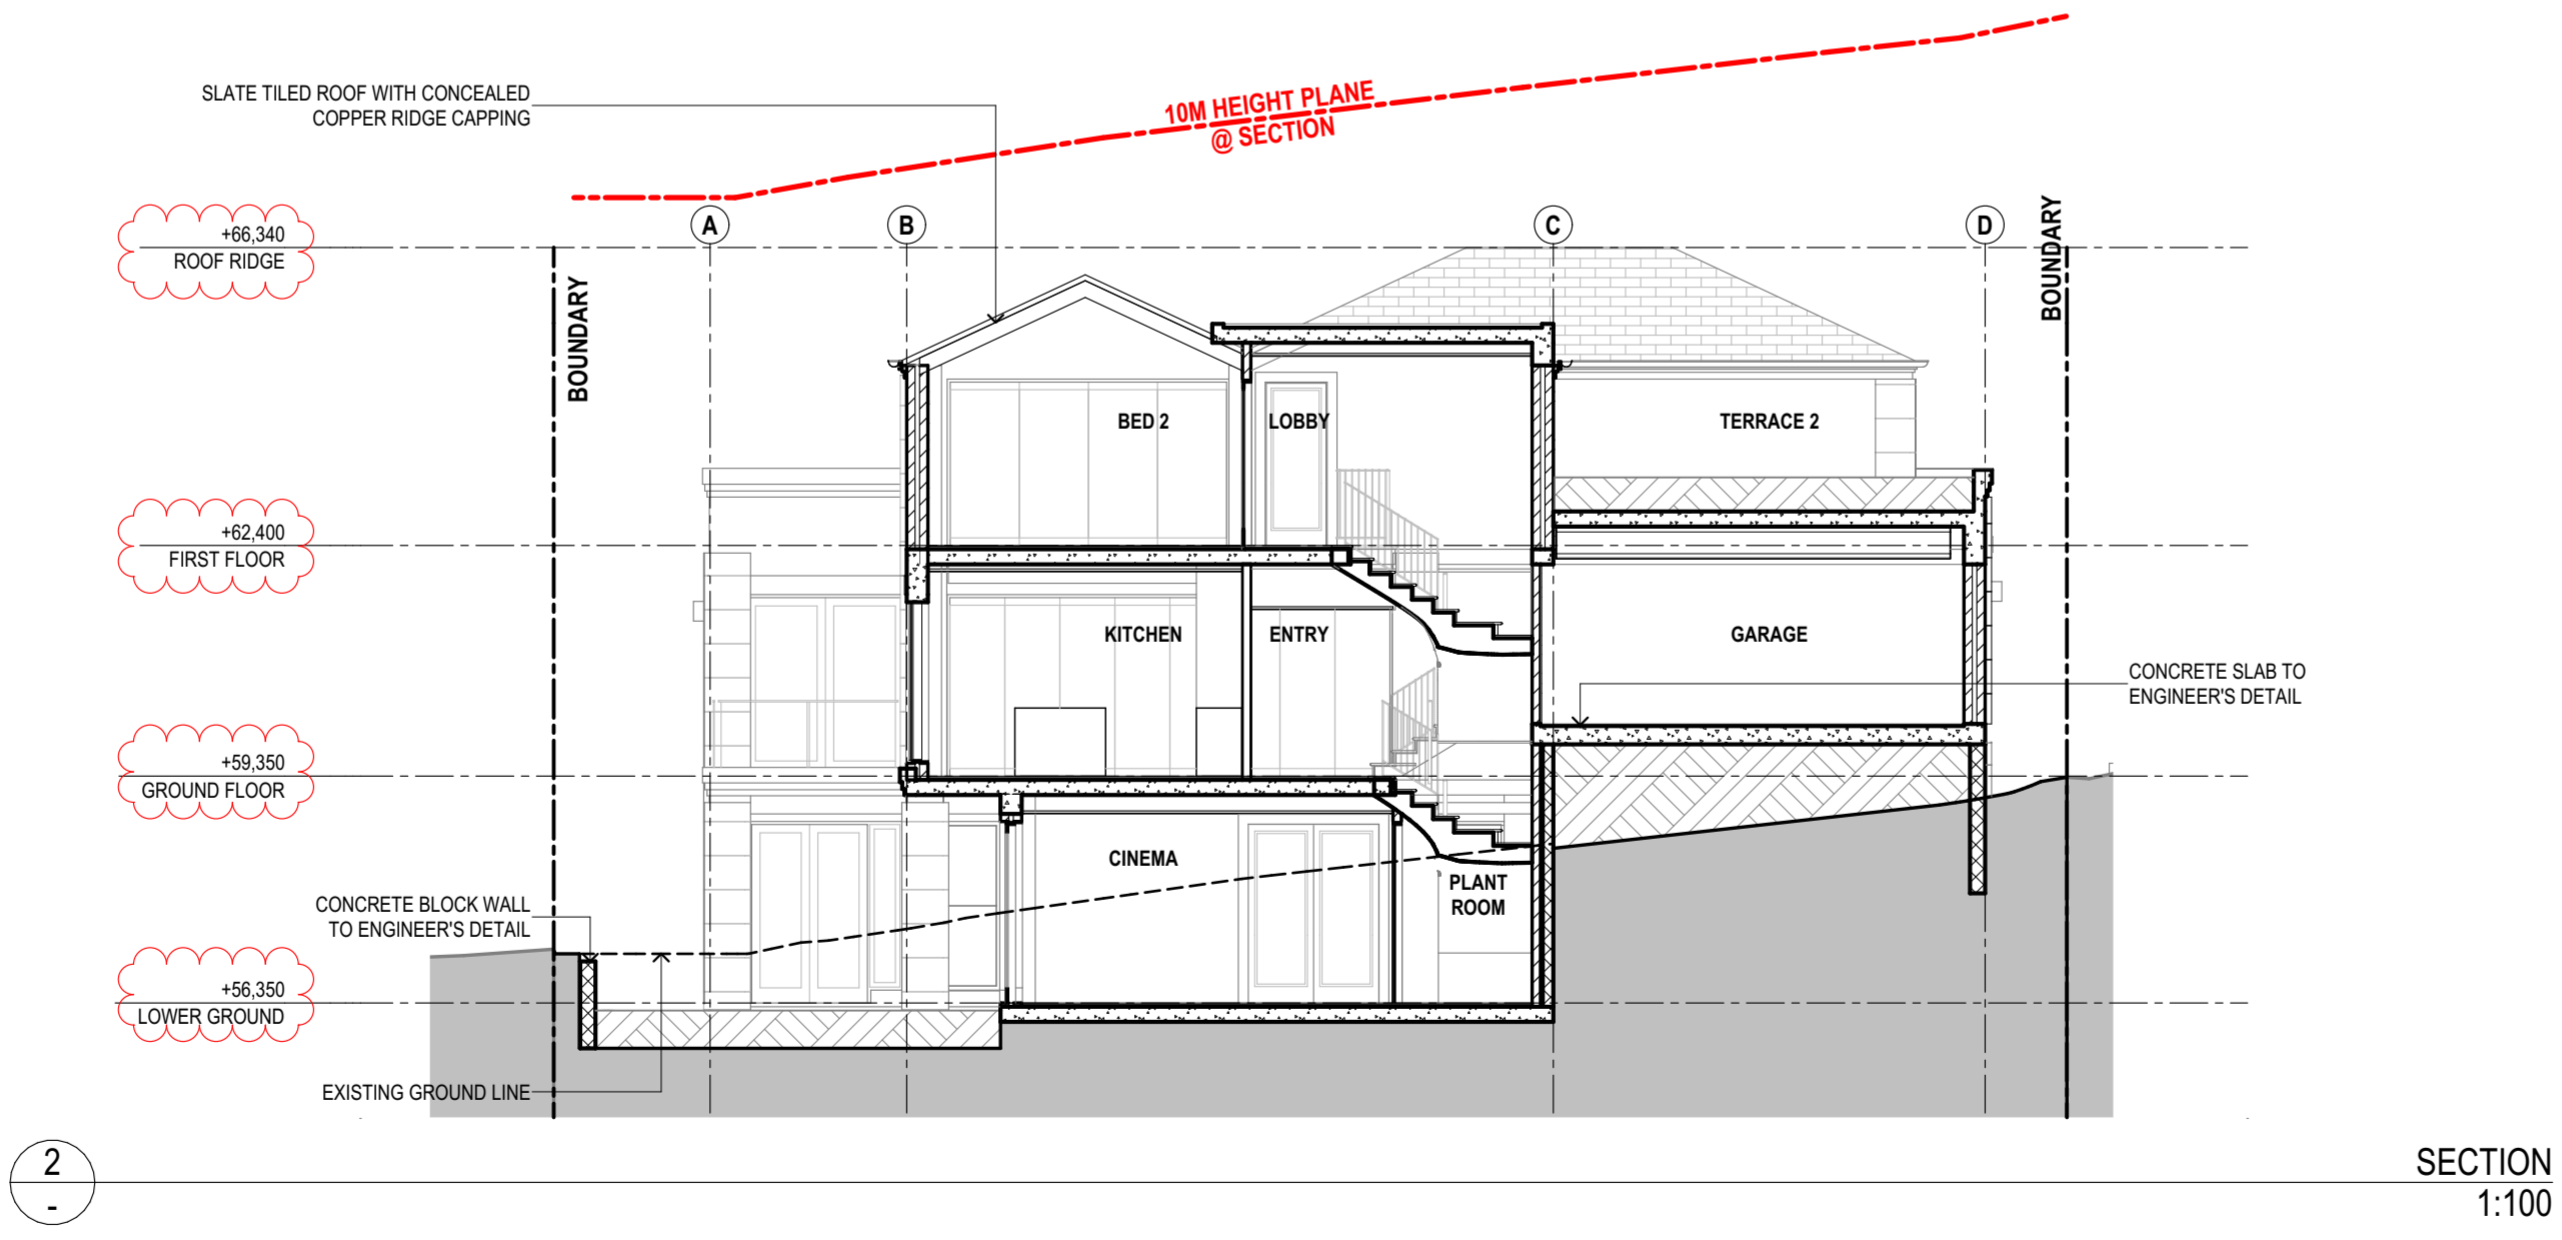 10M HEIGHT PLANE
@ SECTION
SLATE TILED ROOF WITH CONCEALED
COPPER RIDGE CAPPING
A
B
C
D
BOUNDARY
BOUNDARY
+66,340
ROOF RIDGE
BED 2
LOBBY
TERRACE 2
+62,400
FIRST FLOOR
KITCHEN
ENTRY
GARAGE
CONCRETE SLAB TO
ENGINEER'S DETAIL
+59,350
GROUND FLOOR
CINEMA
PLANT
ROOM
CONCRETE BLOCK WALL
TO ENGINEER'S DETAIL
+56,350
LOWER GROUND
EXISTING GROUND LINE
2
-
SECTION
1:100